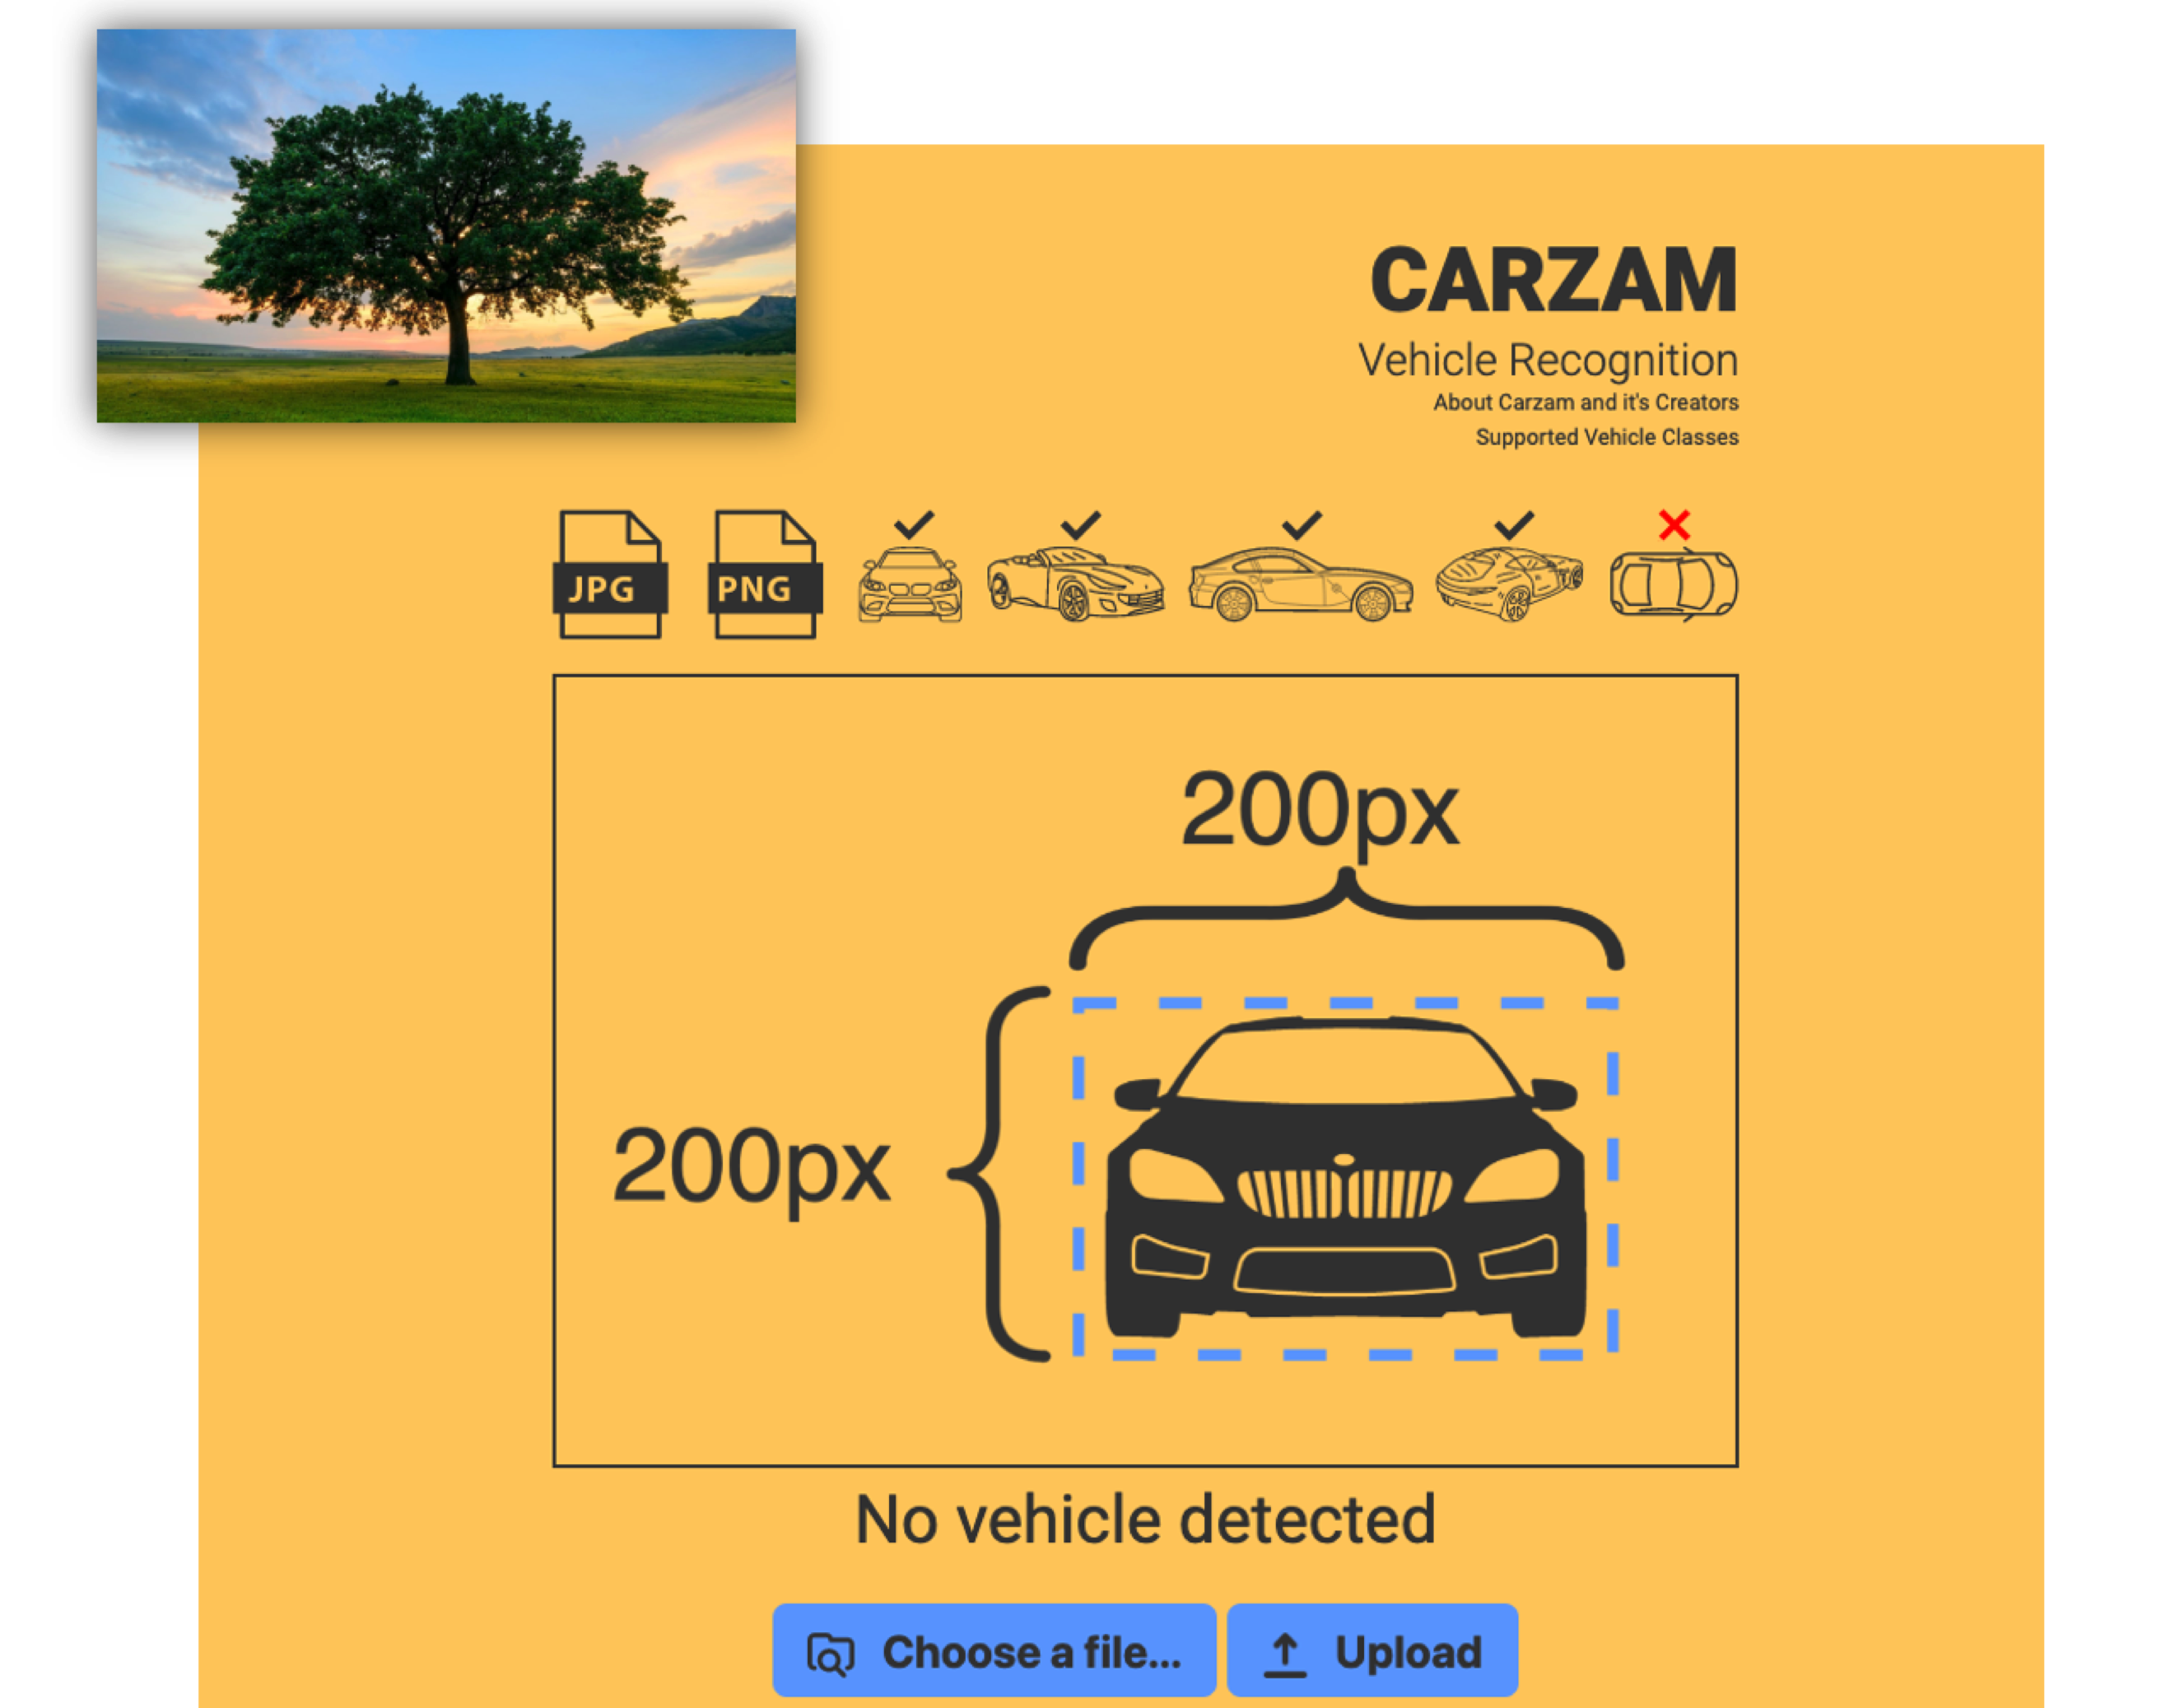 CARZAM
Vehicle Recognition
About Carzam and it's Creators
Supported Vehicle Classes
JPG
PNG
200px
200px
No vehicle detected
Choose a file...
Upload